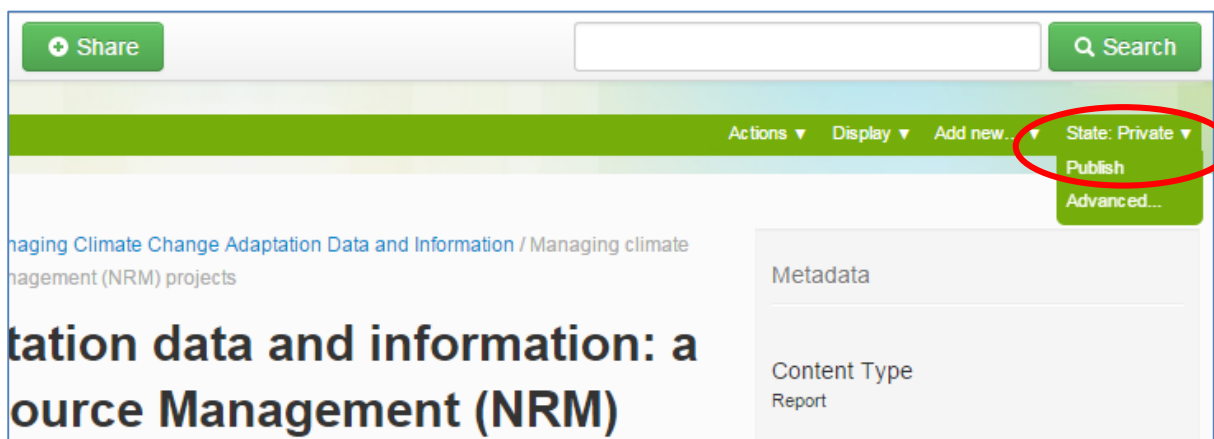 Share
Search
Actions ▼ Display ▼ Add new... ▼ State: Private ▼
Publish
Advanced...
naging Climate Change Adaptation Data and Information / Managing climate
nagement (NRM) projects
Metadata
tation data and information: a
ource Management (NRM)
Content Type
Report